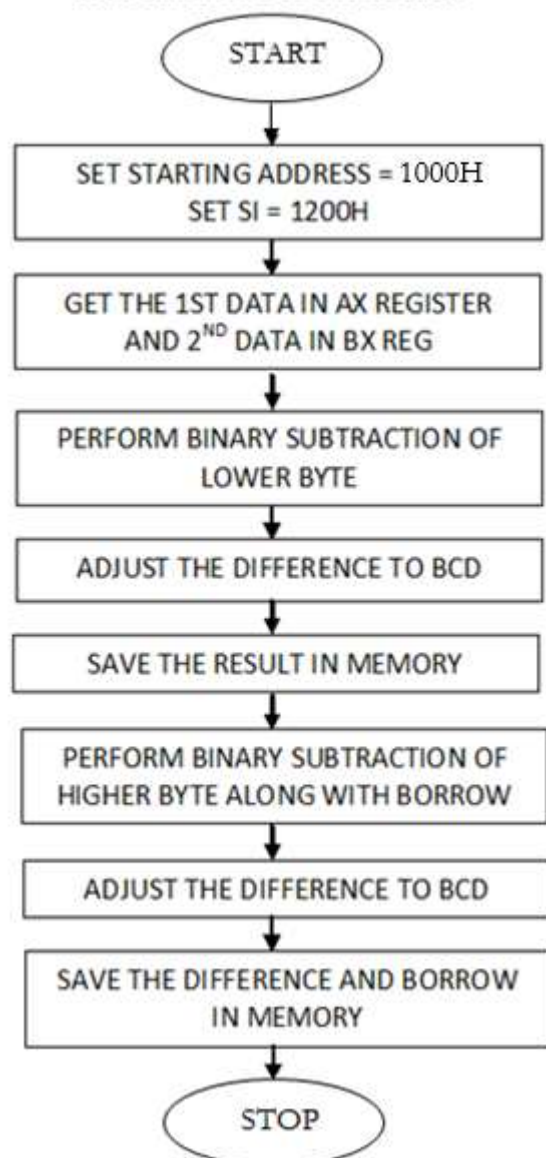 START
SET STARTING ADDRESS = 1000H
SET SI = 1200H
GET THE 1ST DATA IN AX REGISTER
AND 2ND DATA IN BX REG
PERFORM BINARY SUBTRACTION OF
LOWER BYTE
ADJUST THE DIFFERENCE TO BCD
SAVE THE RESULT IN MEMORY
PERFORM BINARY SUBTRACTION OF
HIGHER BYTE ALONG WITH BORROW
ADJUST THE DIFFERENCE TO BCD
SAVE THE DIFFERENCE AND BORROW
IN MEMORY
STOP